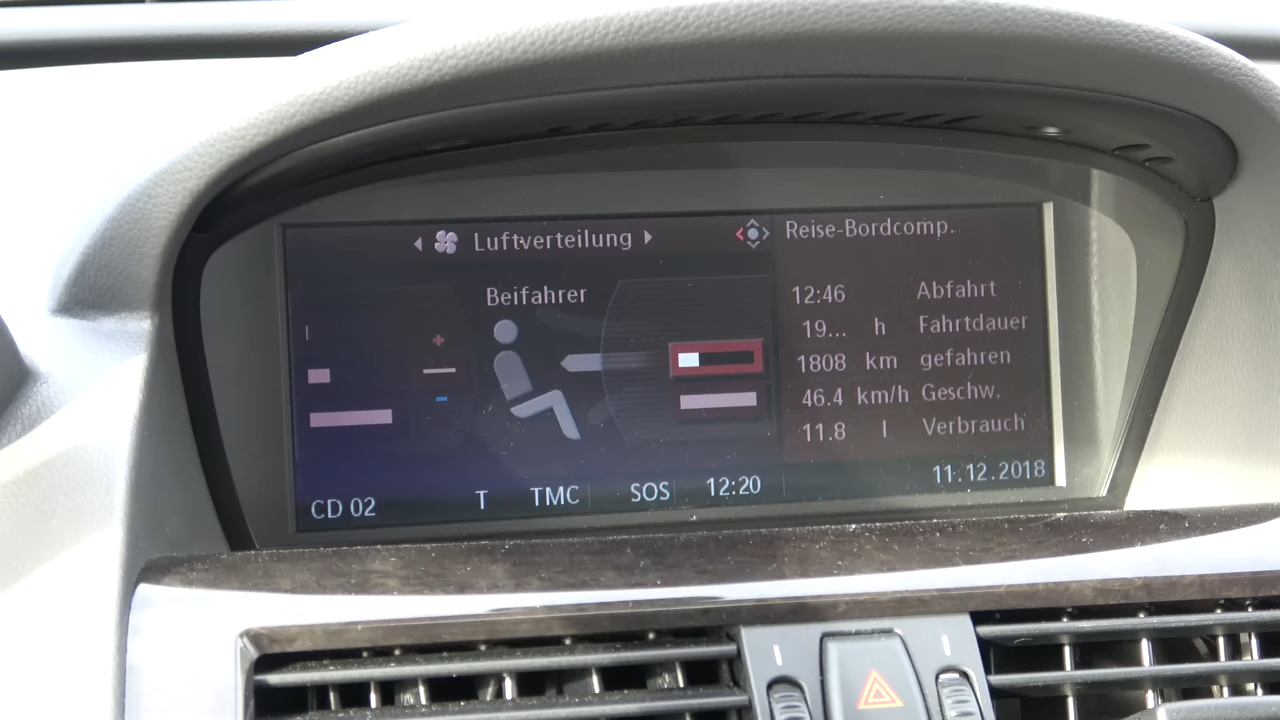 Luftverteilung
Reise-Bordcomp.
Beifahrer
12:46 Abfahrt
19... h Fahrtdauer
1808 km gefahren
46.4 km/h Geschw.
11.8 l Verbrauch
CD 02 T TMC SOS 12:20 11.12.2018